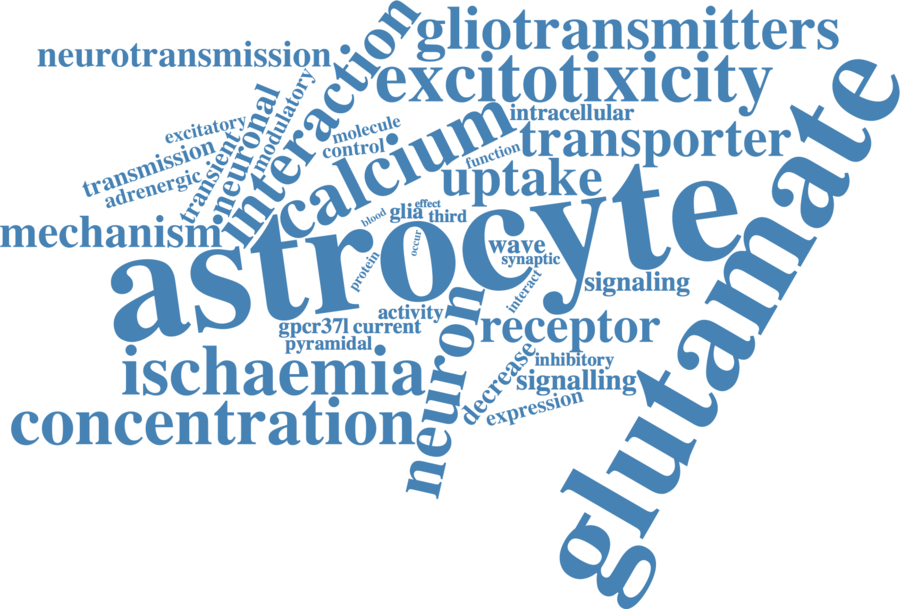 gliotransmitters
neurotransmission
interaction
excitotixicity
neuronal
modulatory
excitatory
transmission
adrenergic
transient
molecule
control
calcium
intracellular
function
transporter
uptake
glutamate
mechanism
astrocyte
blood
glia
effect
third
occur
protein
wave
synaptic
interact
signaling
activity
gpcr37l
current
pyramidal
neuron
receptor
ischaemia
decrease
inhibitory
signalling
expression
concentration